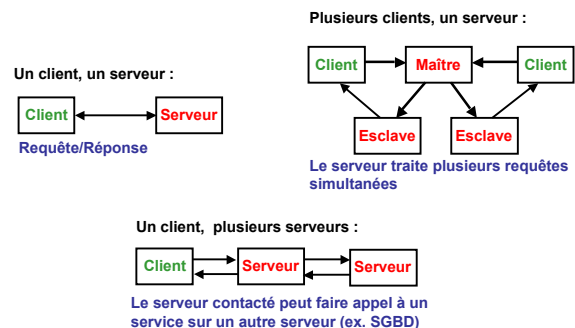 Un client, un serveur :
Client
Serveur
Requête/Réponse
Plusieurs clients, un serveur :
Client
Maître
Client
Esclave
Esclave
Le serveur traite plusieurs requêtes
simultanées
Un client, plusieurs serveurs :
Client
Serveur
Serveur
Le serveur contacté peut faire appel à un
service sur un autre serveur (ex. SGBD)